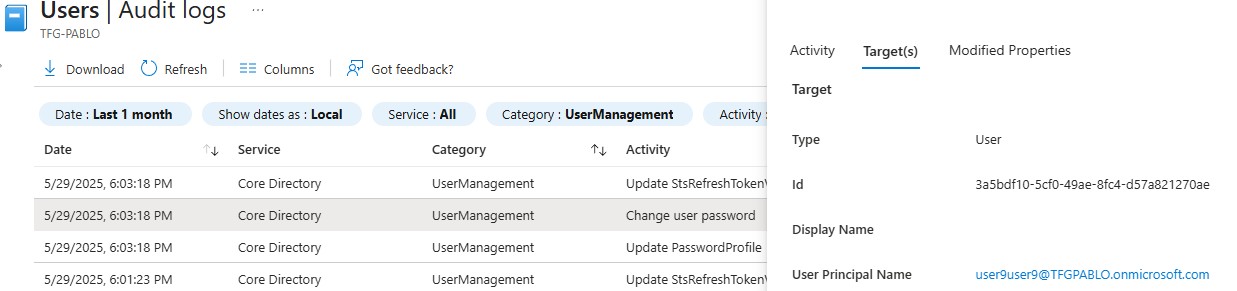 Users | Audit logs ...
TFG-PABLO
Download Refresh Columns Got feedback?
Date : Last 1 month Show dates as : Local Service : All Category : UserManagement Activity :
Date Service Category Activity
5/29/2025, 6:03:18 PM Core Directory UserManagement Update StsRefreshToken
5/29/2025, 6:03:18 PM Core Directory UserManagement Change user password
5/29/2025, 6:03:18 PM Core Directory UserManagement Update PasswordProfile
5/29/2025, 6:01:23 PM Core Directory UserManagement Update StsRefreshToken
Activity Target(s) Modified Properties
Target
Type User
Id 3a5bdf10-5cf0-49ae-8fc4-d57a821270ae
Display Name
User Principal Name user9user9@TFGPABLO.onmicrosoft.com